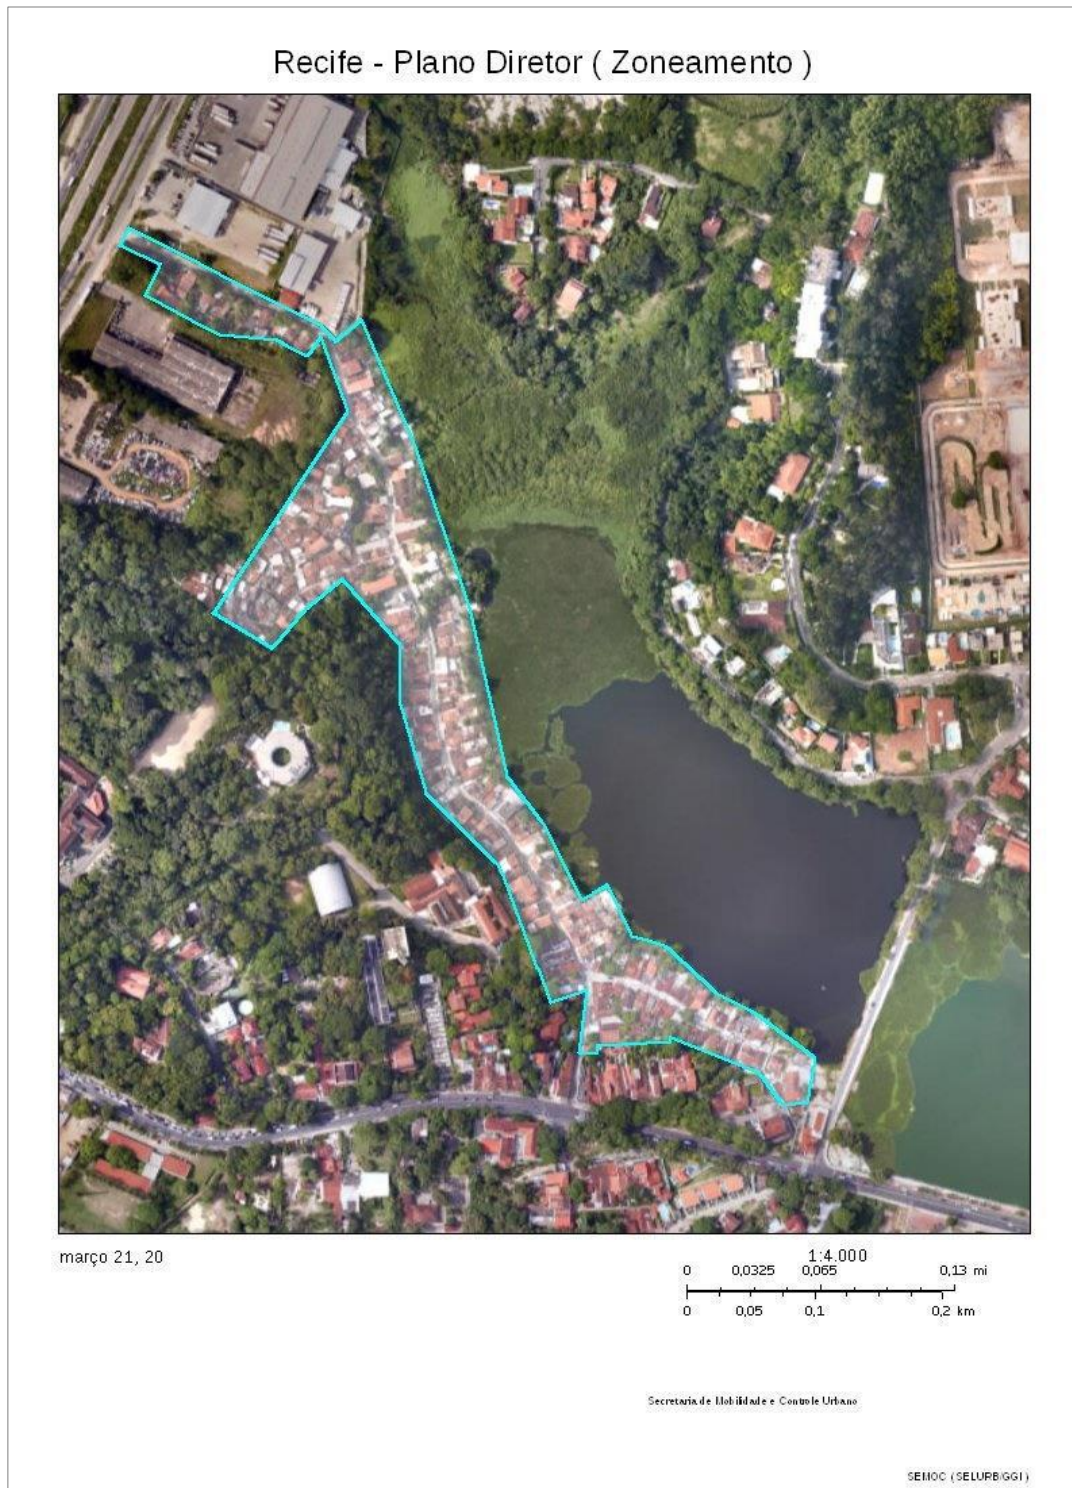 Recife - Plano Diretor ( Zoneamento )
março 21, 20
1:4.000
0 0,0325 0,065 0,13 mi
0 0,05 0,1 0,2 km
Secretaria de Mobilidade e Controle Urbano
SEMOC ( SELURB/GGI )